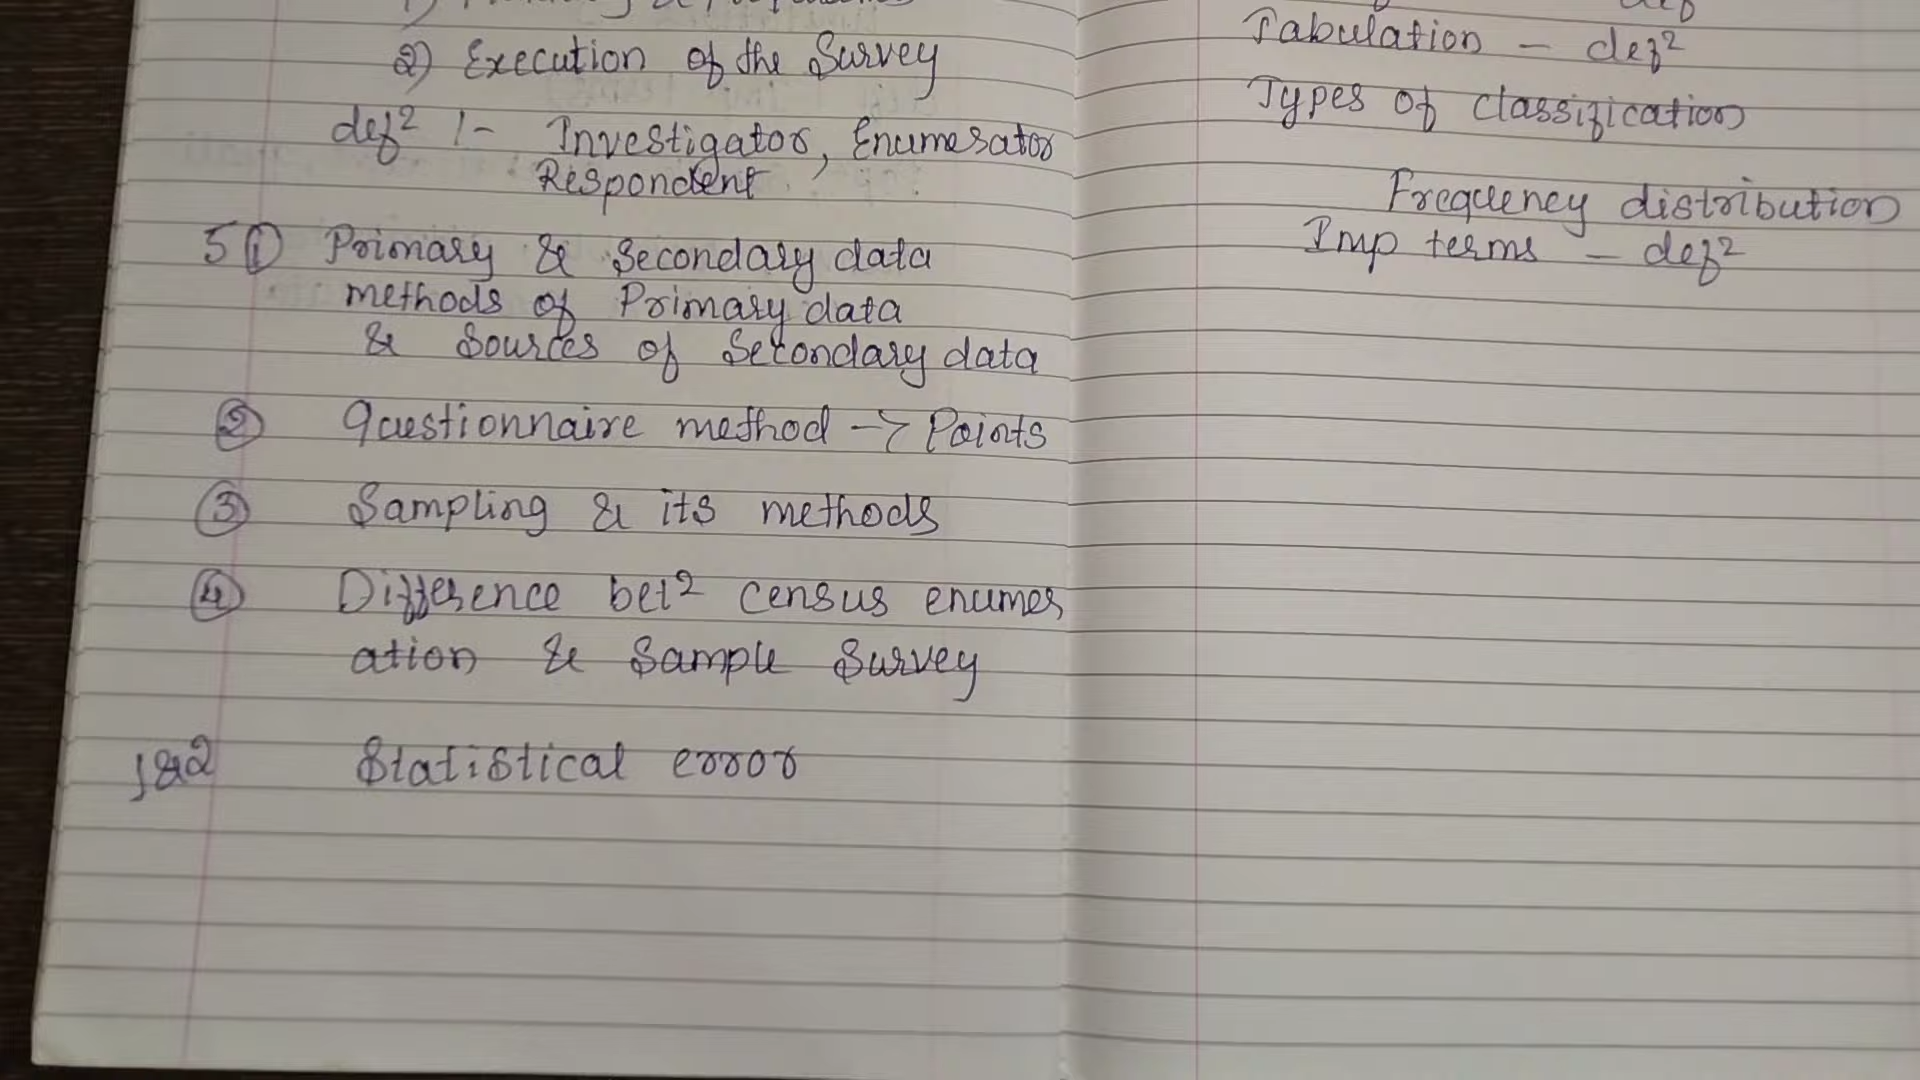 2) Execution of the Survey
def² :- Investigator, Enumerator
Respondent
5 ① Primary & Secondary data
methods of Primary data
& Sources of Secondary data
② Questionnaire method → Points
③ Sampling & its methods
④ Difference bet² census enumer
ation & Sample Survey
1&2 Statistical error
Tabulation – def²
Types of classification
Frequency distribution
Imp terms – def²